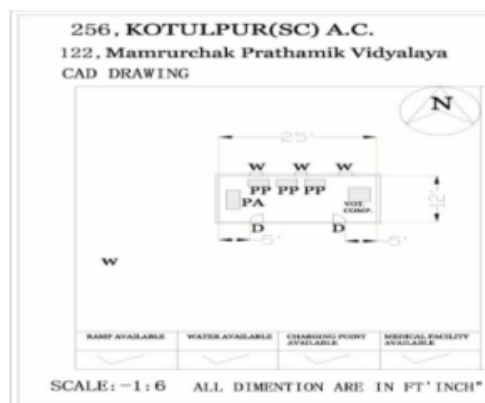 256, KOTULPUR(SC) A.C.
122, Mamrurchak Prathamik Vidyalaya
CAD DRAWING
N
25'
W W W
PP PP PP
PA
VOT. COMP.
12'
D D
5' 5'
W
RAMP AVAILABLE WATER AVAILABLE CHARGING POINT AVAILABLE MEDICAL FACILITY AVAILABLE
SCALE:-1:6 ALL DIMENTION ARE IN FT'INCH"